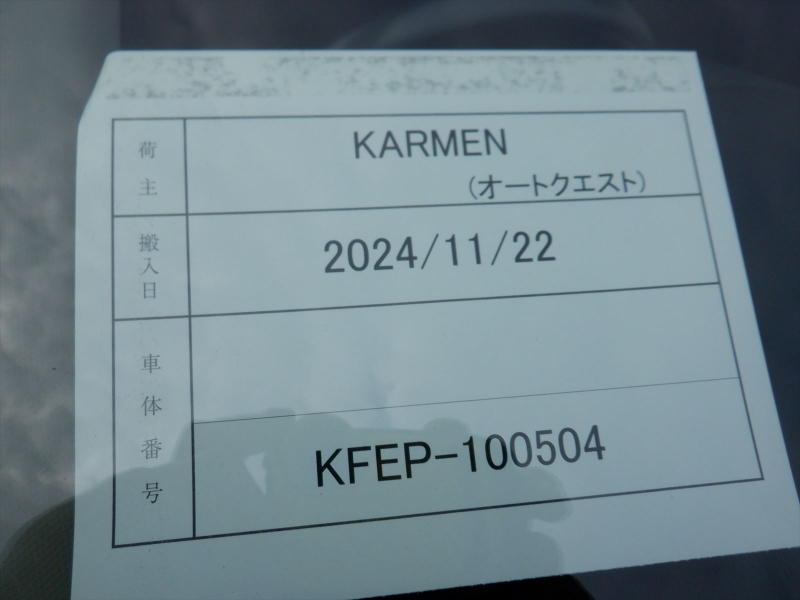 荷主
KARMEN
(オートクエスト)
搬入日
2024/11/22
車体番号
KFEP-100504